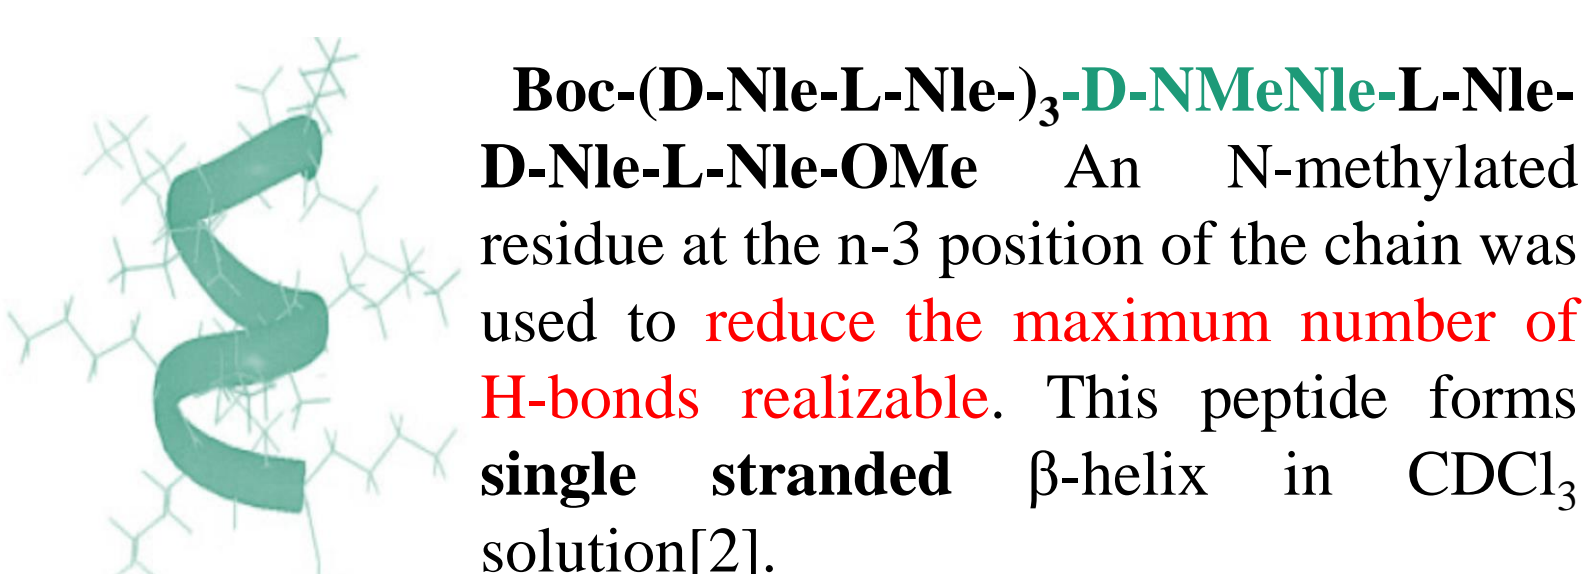 Boc-(D-Nle-L-Nle-)₃-D-NMeNle-L-Nle-
D-Nle-L-Nle-OMe An N-methylated
residue at the n-3 position of the chain was
used to reduce the maximum number of
H-bonds realizable. This peptide forms
single stranded β-helix in CDCl₃
solution[2].